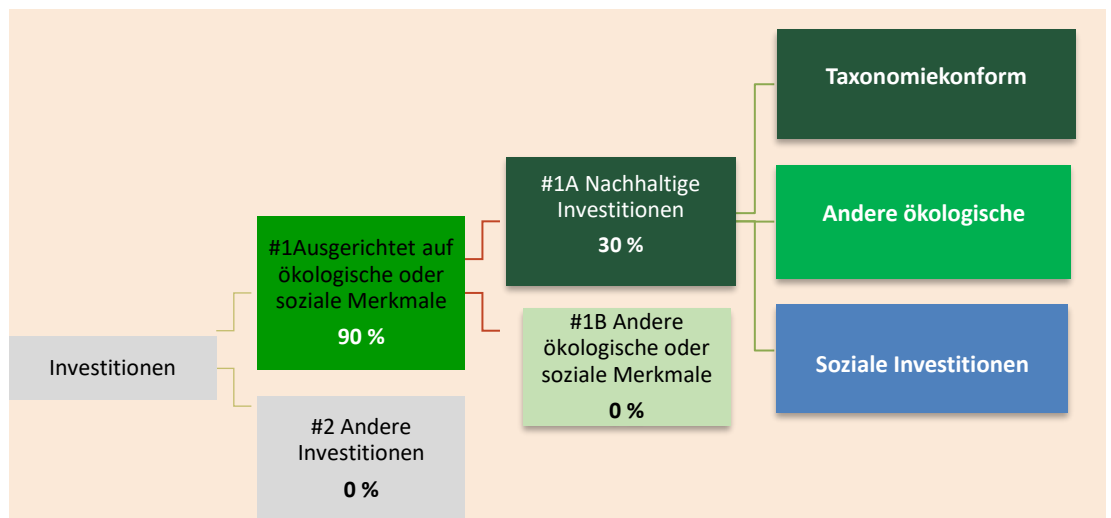 Investitionen
#1Ausgerichtet auf
ökologische oder
soziale Merkmale
90 %
#2 Andere
Investitionen
0 %
#1A Nachhaltige
Investitionen
30 %
#1B Andere
ökologische oder
soziale Merkmale
0 %
Taxonomiekonform
Andere ökologische
Soziale Investitionen